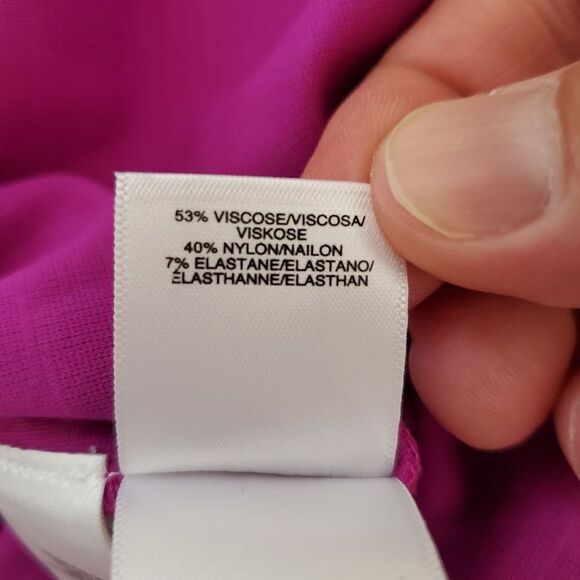 53% VISCOSE/VISCOSA/
VISKOSE
40% NYLON/NAILON
7% ELASTANE/ELASTANO/
ELASTHANNE/ELASTHAN